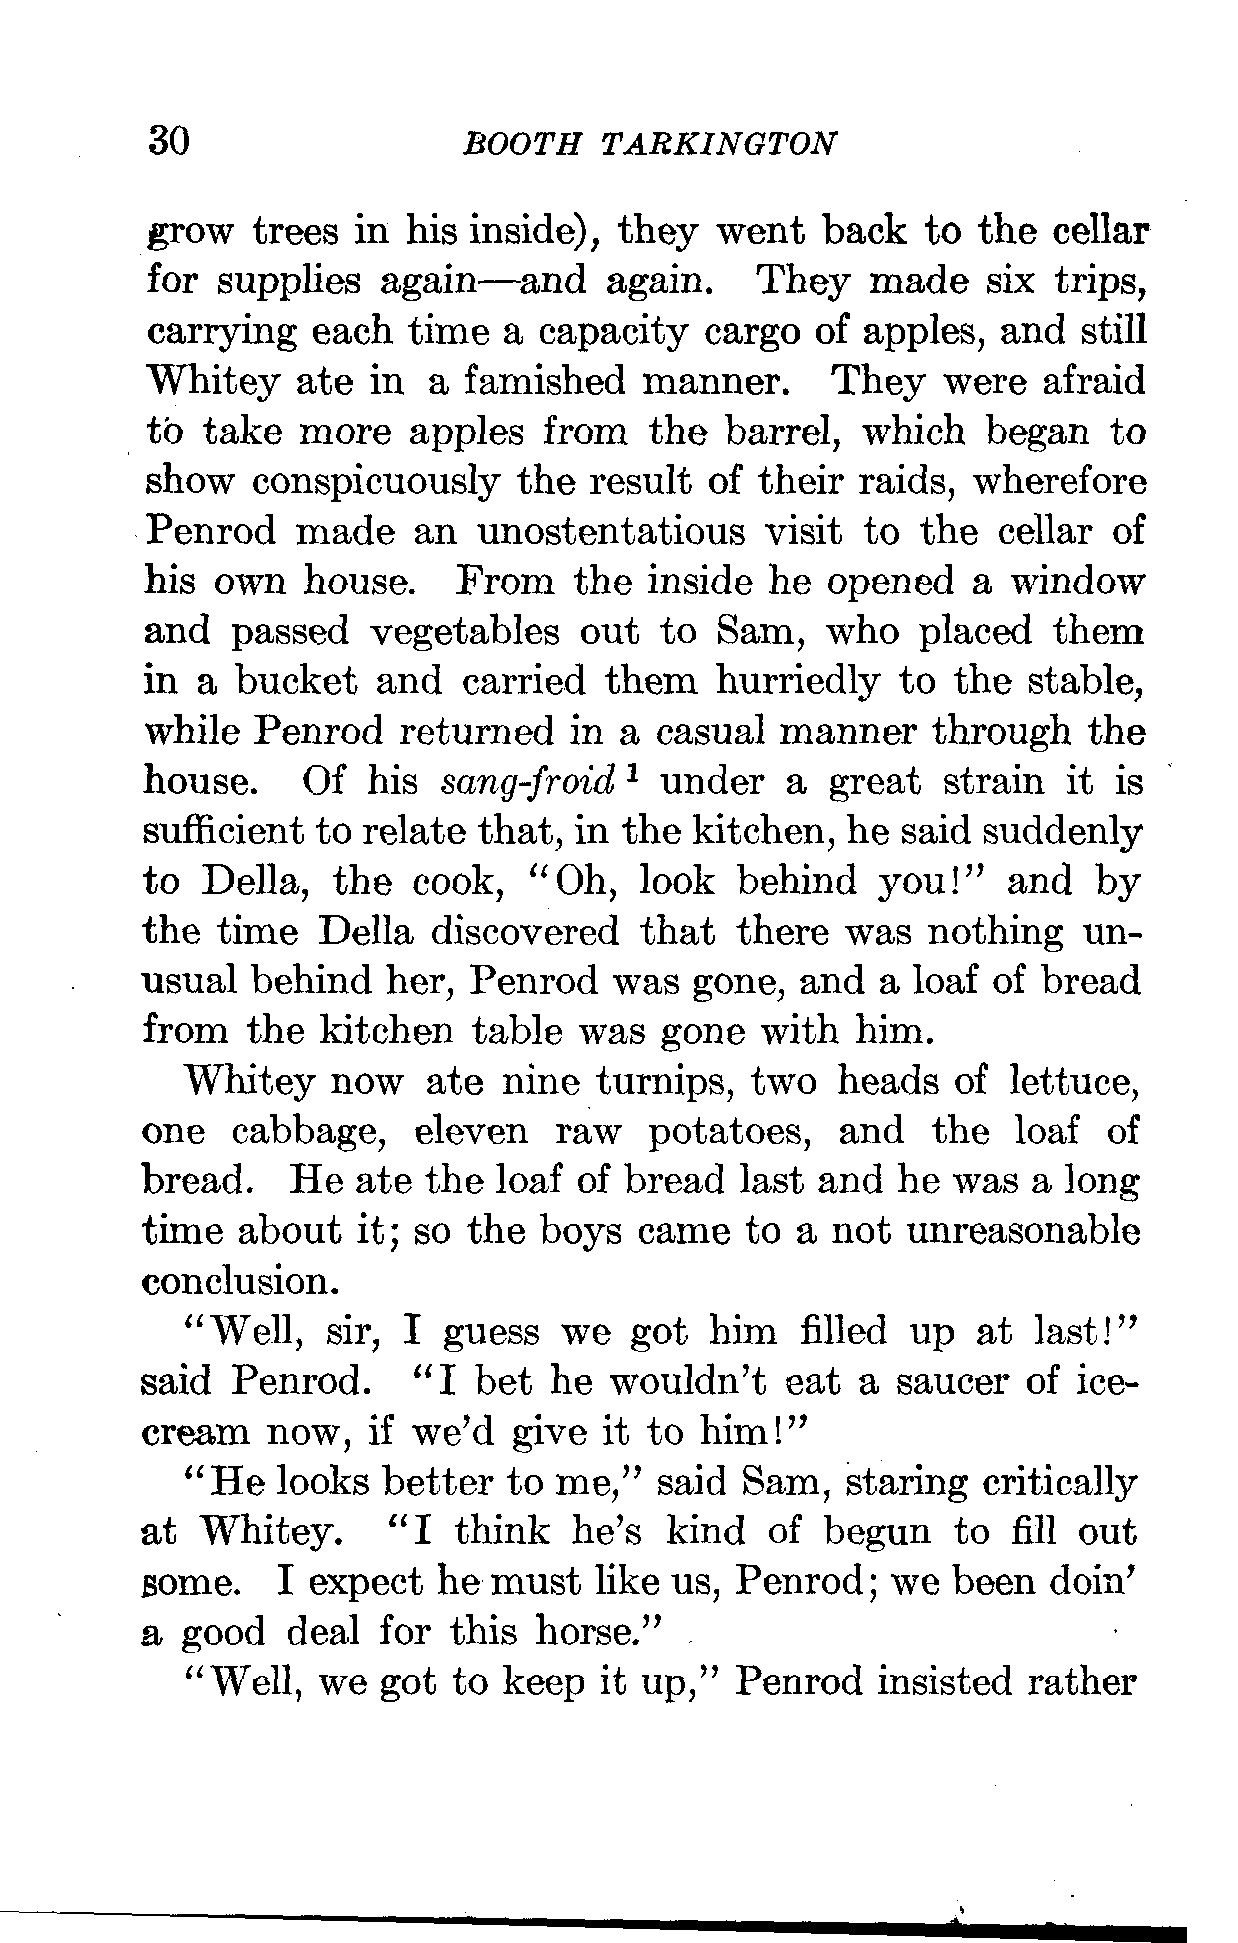 30 BOOTH TARKINGTON
grow trees in his inside), they went back to the cellar
for supplies again—and again. They made six trips,
carrying each time a capacity cargo of apples, and still
Whitey ate in a famished manner. They were afraid
to take more apples from the barrel, which began to
show conspicuously the result of their raids, wherefore
Penrod made an unostentatious visit to the cellar of
his own house. From the inside he opened a window
and passed vegetables out to Sam, who placed them
in a bucket and carried them hurriedly to the stable,
while Penrod returned in a casual manner through the
house. Of his sang-froid ¹ under a great strain it is
sufficient to relate that, in the kitchen, he said suddenly
to Della, the cook, “Oh, look behind you!” and by
the time Della discovered that there was nothing un-
usual behind her, Penrod was gone, and a loaf of bread
from the kitchen table was gone with him.
Whitey now ate nine turnips, two heads of lettuce,
one cabbage, eleven raw potatoes, and the loaf of
bread. He ate the loaf of bread last and he was a long
time about it; so the boys came to a not unreasonable
conclusion.
“Well, sir, I guess we got him filled up at last!”
said Penrod. “I bet he wouldn’t eat a saucer of ice-
cream now, if we’d give it to him!”
“He looks better to me,” said Sam, staring critically
at Whitey. “I think he’s kind of begun to fill out
some. I expect he must like us, Penrod; we been doin’
a good deal for this horse.”
“Well, we got to keep it up,” Penrod insisted rather